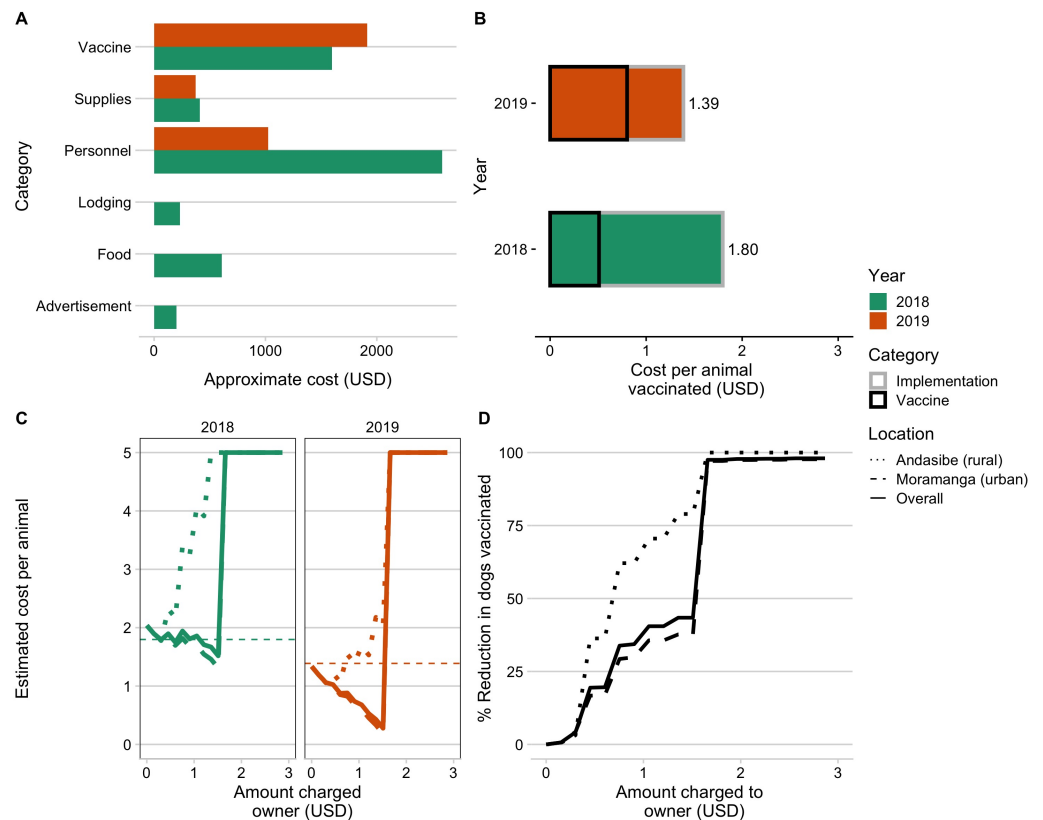 A
Category
Vaccine
Supplies
Personnel
Lodging
Food
Advertisement
0 1000 2000
Approximate cost (USD)
B
Year
2019
1.39
2018
1.80
0 1 2 3
Cost per animal
vaccinated (USD)
Year
2018
2019
Category
Implementation
Vaccine
Location
Andasibe (rural)
Moramanga (urban)
Overall
C
2018 2019
Estimated cost per animal
5
4
3
2
1
0
0 1 2 3 0 1 2 3
Amount charged
owner (USD)
D
% Reduction in dogs vaccinated
100
75
50
25
0
0 1 2 3
Amount charged to
owner (USD)